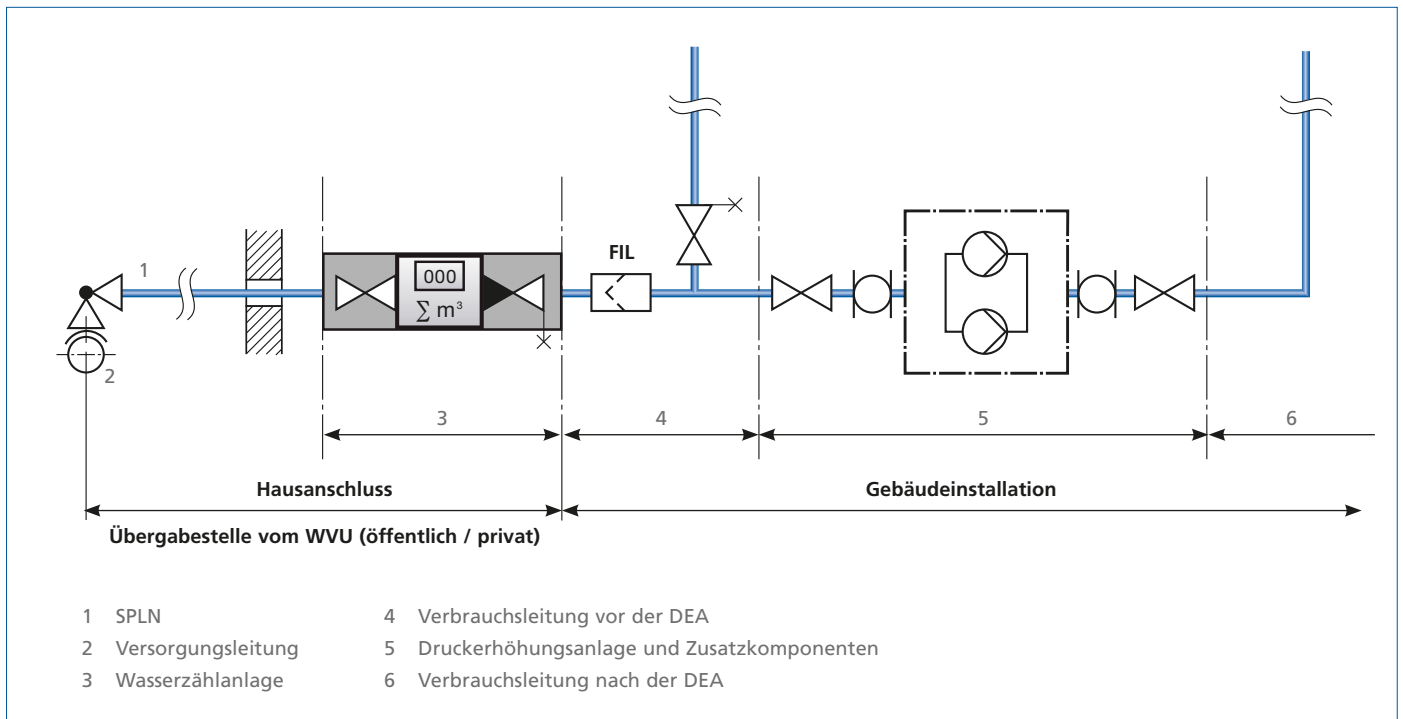 FIL
1
000
∑ m³
2
3
4
5
6
Hausanschluss
Gebäudeinstallation
Übergabestelle vom WVU (öffentlich / privat)
1 SPLN
2 Versorgungsleitung
3 Wasserzählanlage
4 Verbrauchsleitung vor der DEA
5 Druckerhöhungsanlage und Zusatzkomponenten
6 Verbrauchsleitung nach der DEA